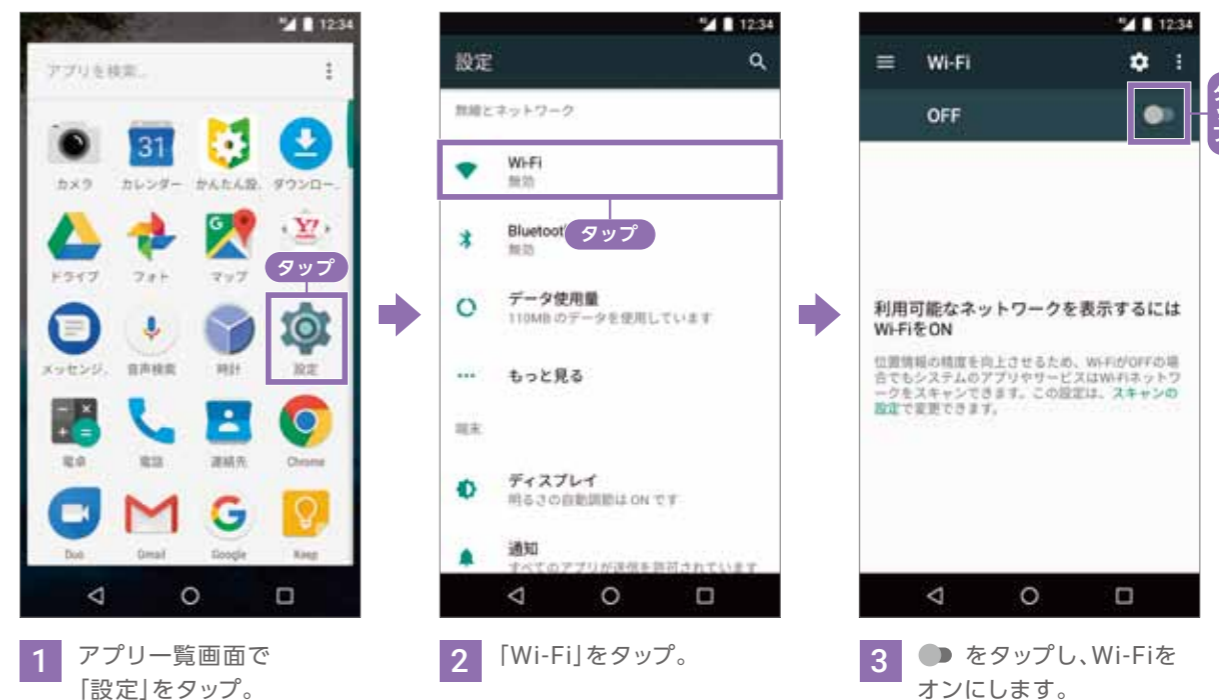 12:34
アプリを検索...
31
カメラ
カレンダー
かんたん設.
ダウンロー..
G
Y!
ドライブ
フォト
マップ
タップ
メッセンジ.
音声検索
時計
設定
電卓
電話
連絡先
Chrome
Duo
Gmail
Google
Keep
1
アプリ一覧画面で
「設定」をタップ。
12:34
設定
無線とネットワーク
Wi-Fi
無効
Bluetoot
タップ
無効
データ使用量
110MB のデータを使用しています
もっと見る
端末
ディスプレイ
明るさの自動調節は ON です
通知
すべてのアプリが送信を許可されています
2
「Wi-Fi」をタップ。
12:34
Wi-Fi
OFF
利用可能なネットワークを表示するには
Wi-FiをON
位置情報の精度を向上させるため、Wi-FiがOFFの場
合でもシステムのアプリやサービスはWi-Fiネットワ
ークをスキャンできます。この設定は、スキャンの
設定で変更できます。
3
をタップし、Wi-Fiを
オンにします。